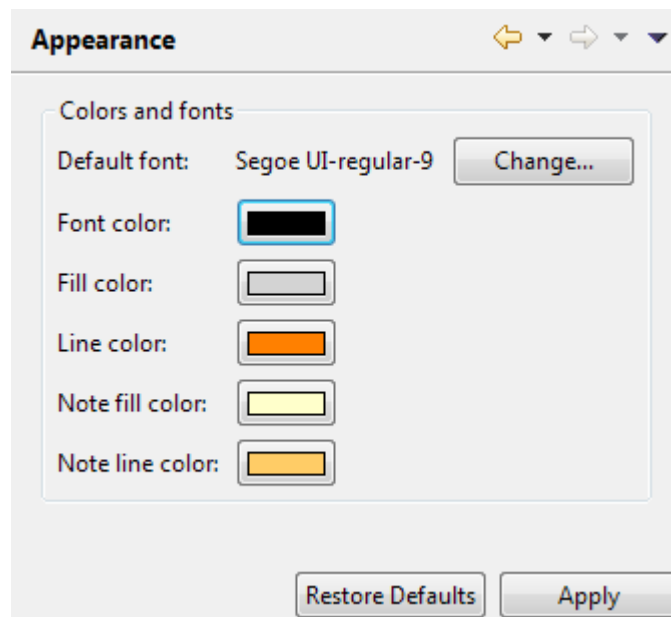 Appearance
Colors and fonts
Default font: Segoe UI-regular-9 Change...
Font color:
Fill color:
Line color:
Note fill color:
Note line color:
Restore Defaults Apply